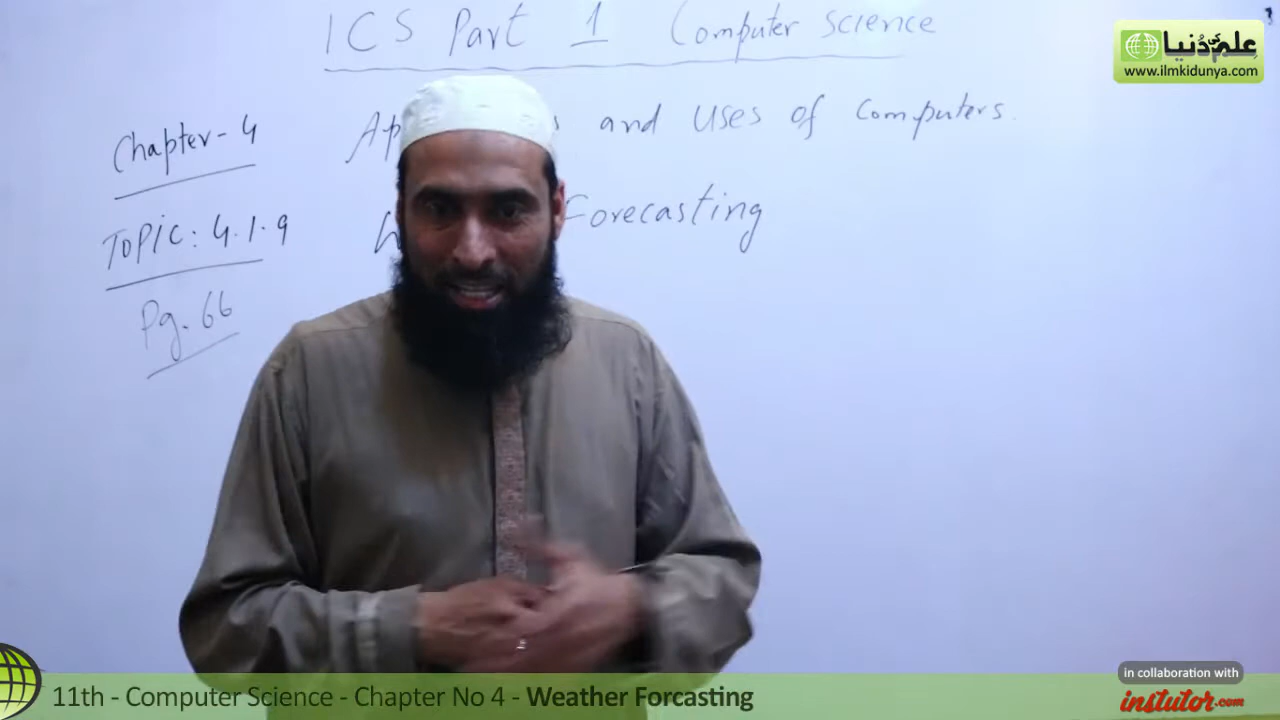 ICS Part 1 Computer Science
علم کی دُنیا
www.ilmkidunya.com
Chapter-4
and Uses of Computers.
Topic: 4.1.9
Forecasting
Pg. 66
in collaboration with
instutor.com
11th - Computer Science - Chapter No 4 - Weather Forcasting